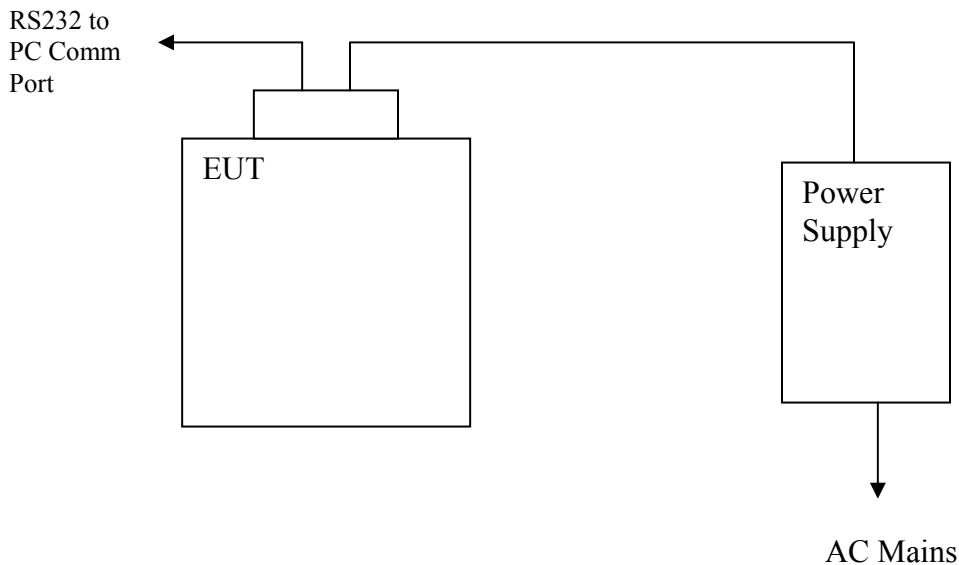 RS232 to
PC Comm
Port
EUT
Power
Supply
AC Mains